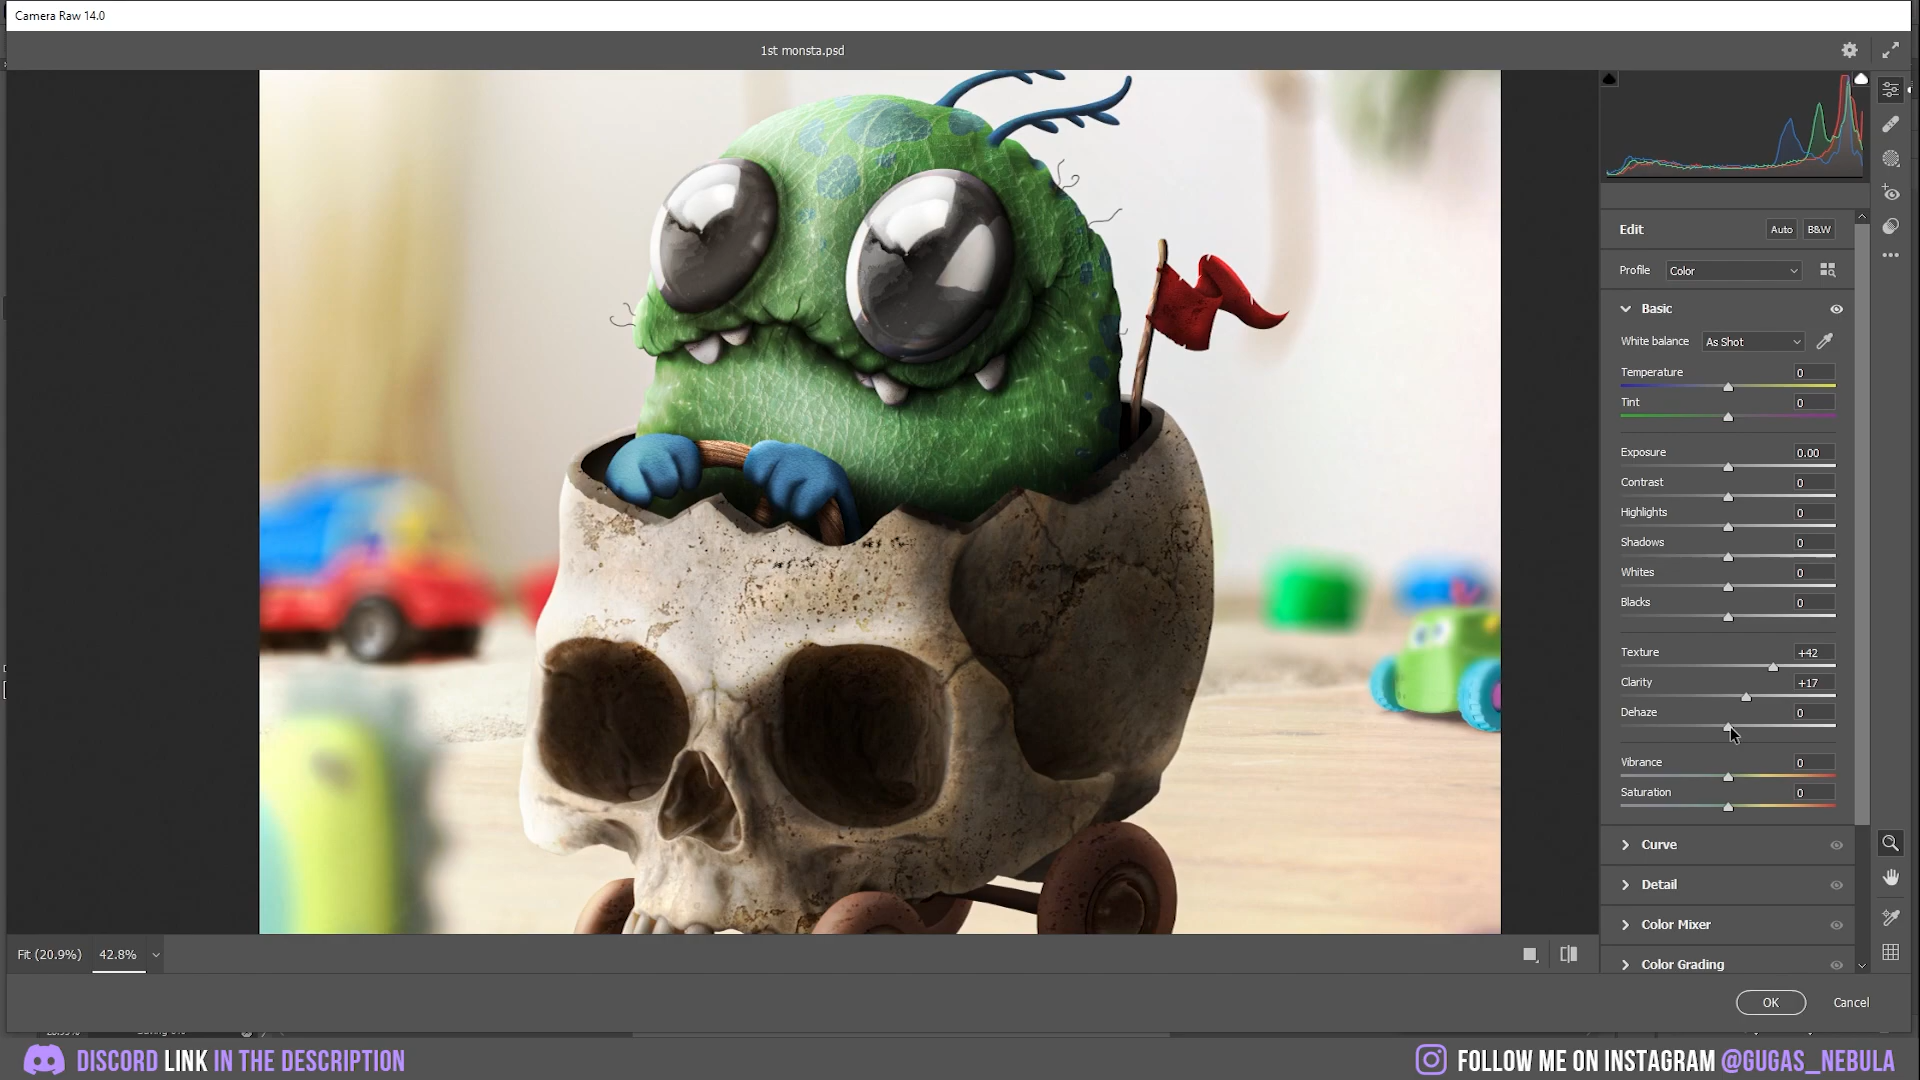 Camera Raw 14.0
1st monsta.psd
Edit
Auto
B&W
Profile
Color
Basic
White balance
As Shot
Temperature
0
Tint
0
Exposure
0.00
Contrast
0
Highlights
0
Shadows
0
Whites
0
Blacks
0
Texture
+42
Clarity
+17
Dehaze
0
Vibrance
0
Saturation
0
Curve
Detail
Color Mixer
Color Grading
Fit (20.9%)
42.8%
OK
Cancel
DISCORD LINK IN THE DESCRIPTION
FOLLOW ME ON INSTAGRAM @GUGAS_NEBULA